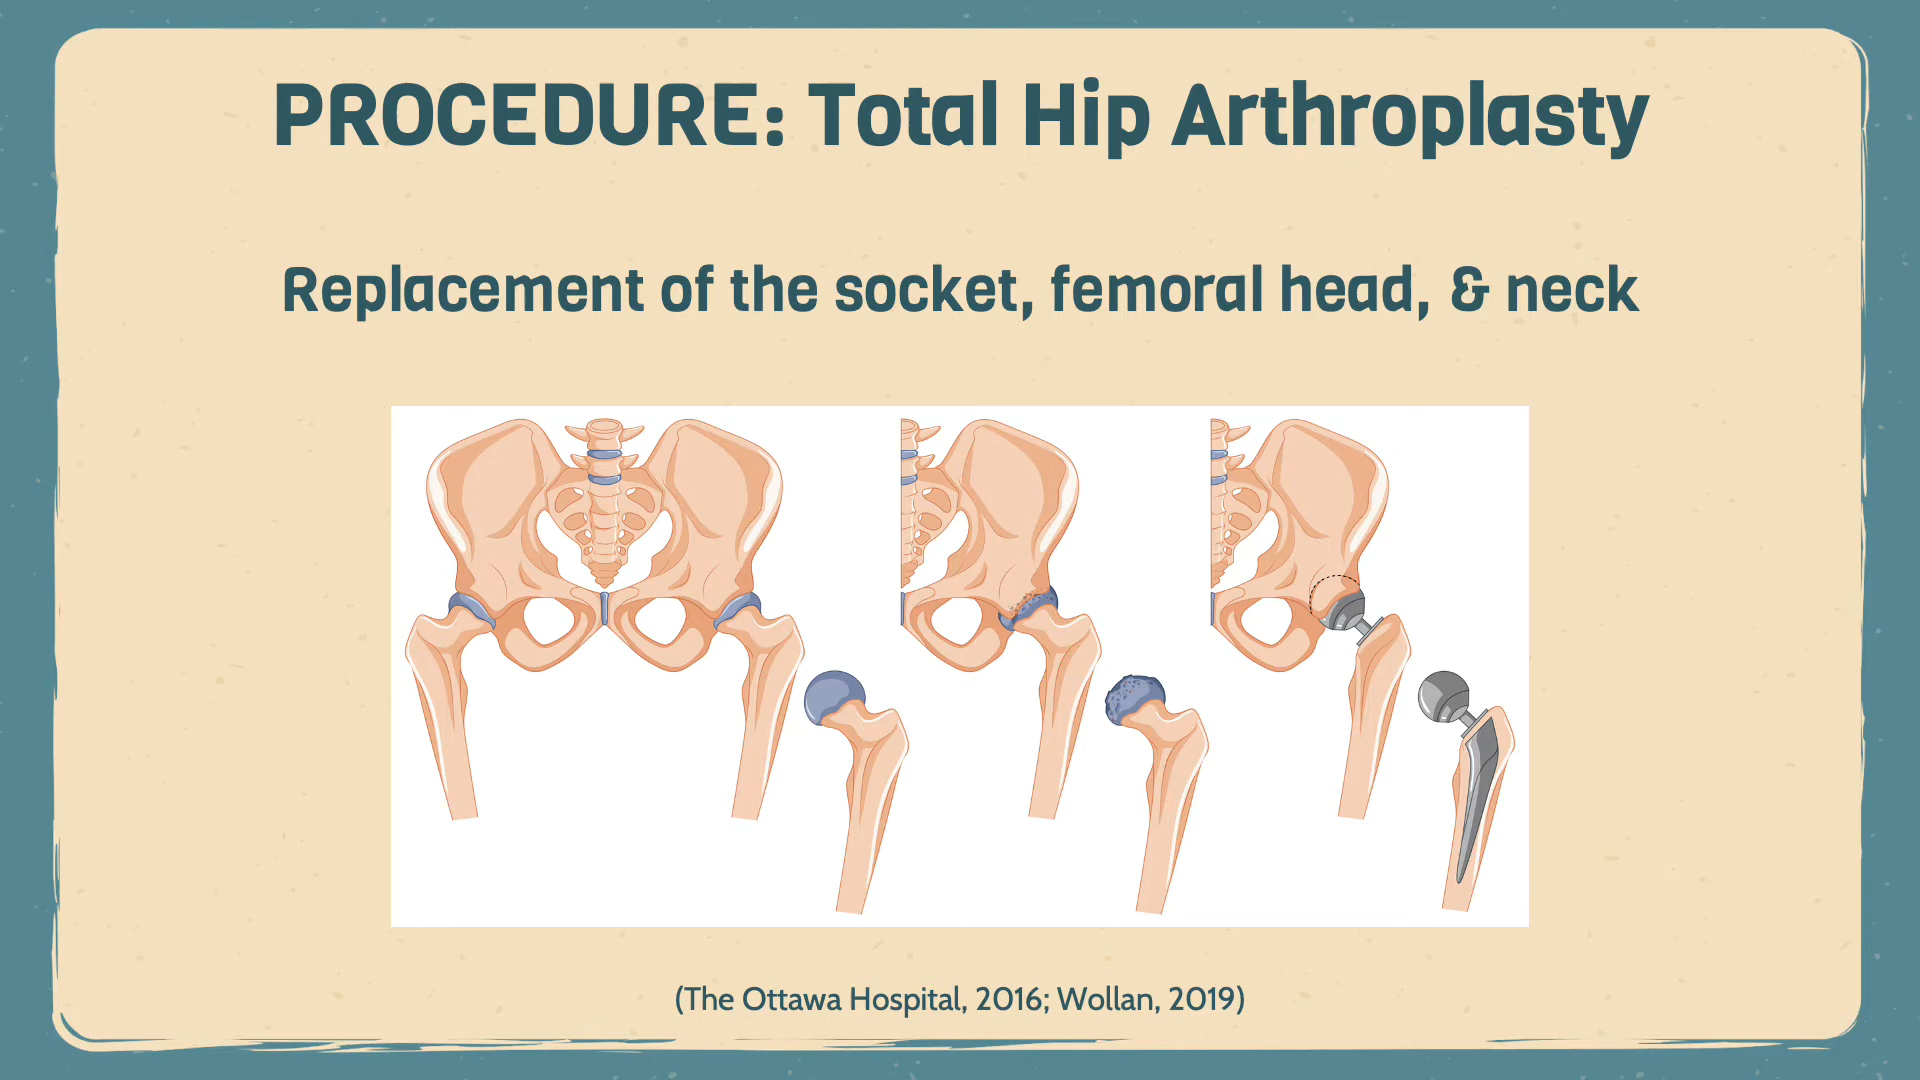 PROCEDURE: Total Hip Arthroplasty
Replacement of the socket, femoral head, & neck
(The Ottawa Hospital, 2016; Wollan, 2019)